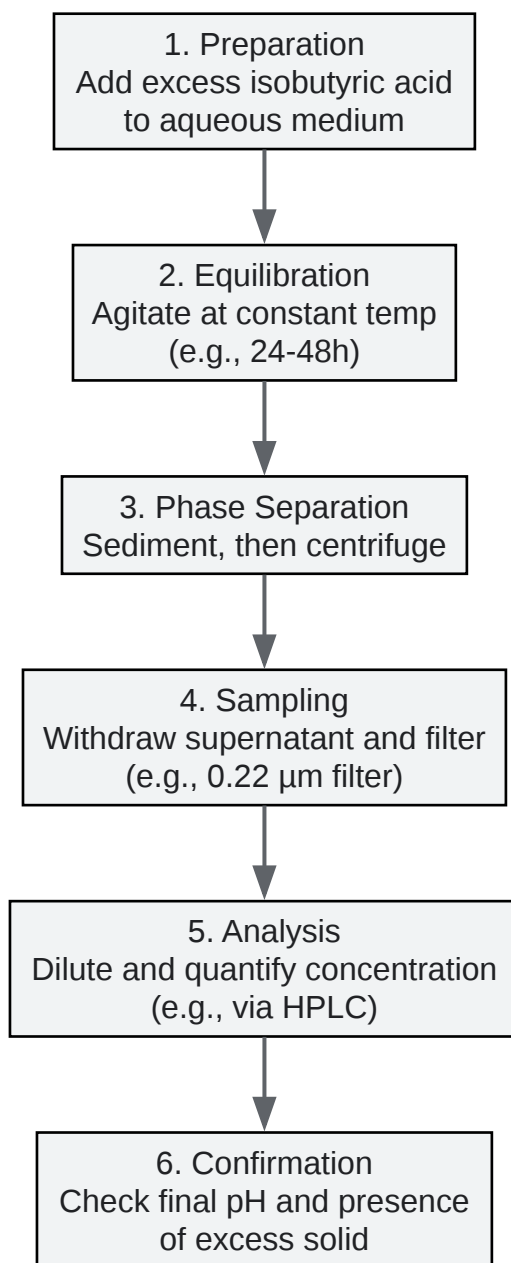 1. Preparation
Add excess isobutyric acid
to aqueous medium
2. Equilibration
Agitate at constant temp
(e.g., 24-48h)
3. Phase Separation
Sediment, then centrifuge
4. Sampling
Withdraw supernatant and filter
(e.g., 0.22 µm filter)
5. Analysis
Dilute and quantify concentration
(e.g., via HPLC)
6. Confirmation
Check final pH and presence
of excess solid